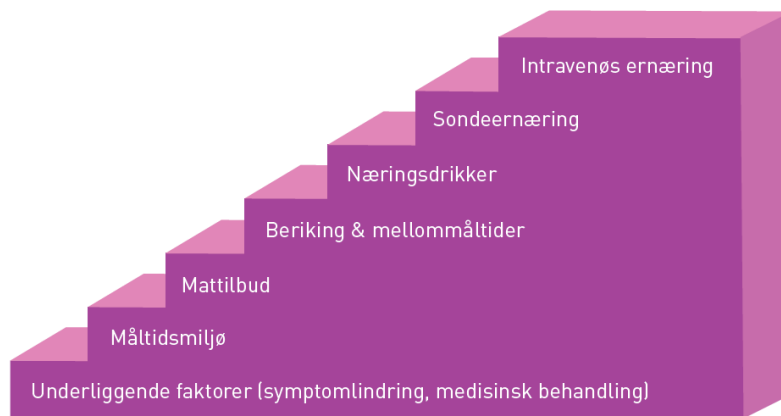 Intravenøs ernæring
Sondeernæring
Næringsdrikker
Beriking & mellommåltider
Mattilbud
Måltidsmiljø
Underliggende faktorer (symptomlindring, medisinsk behandling)